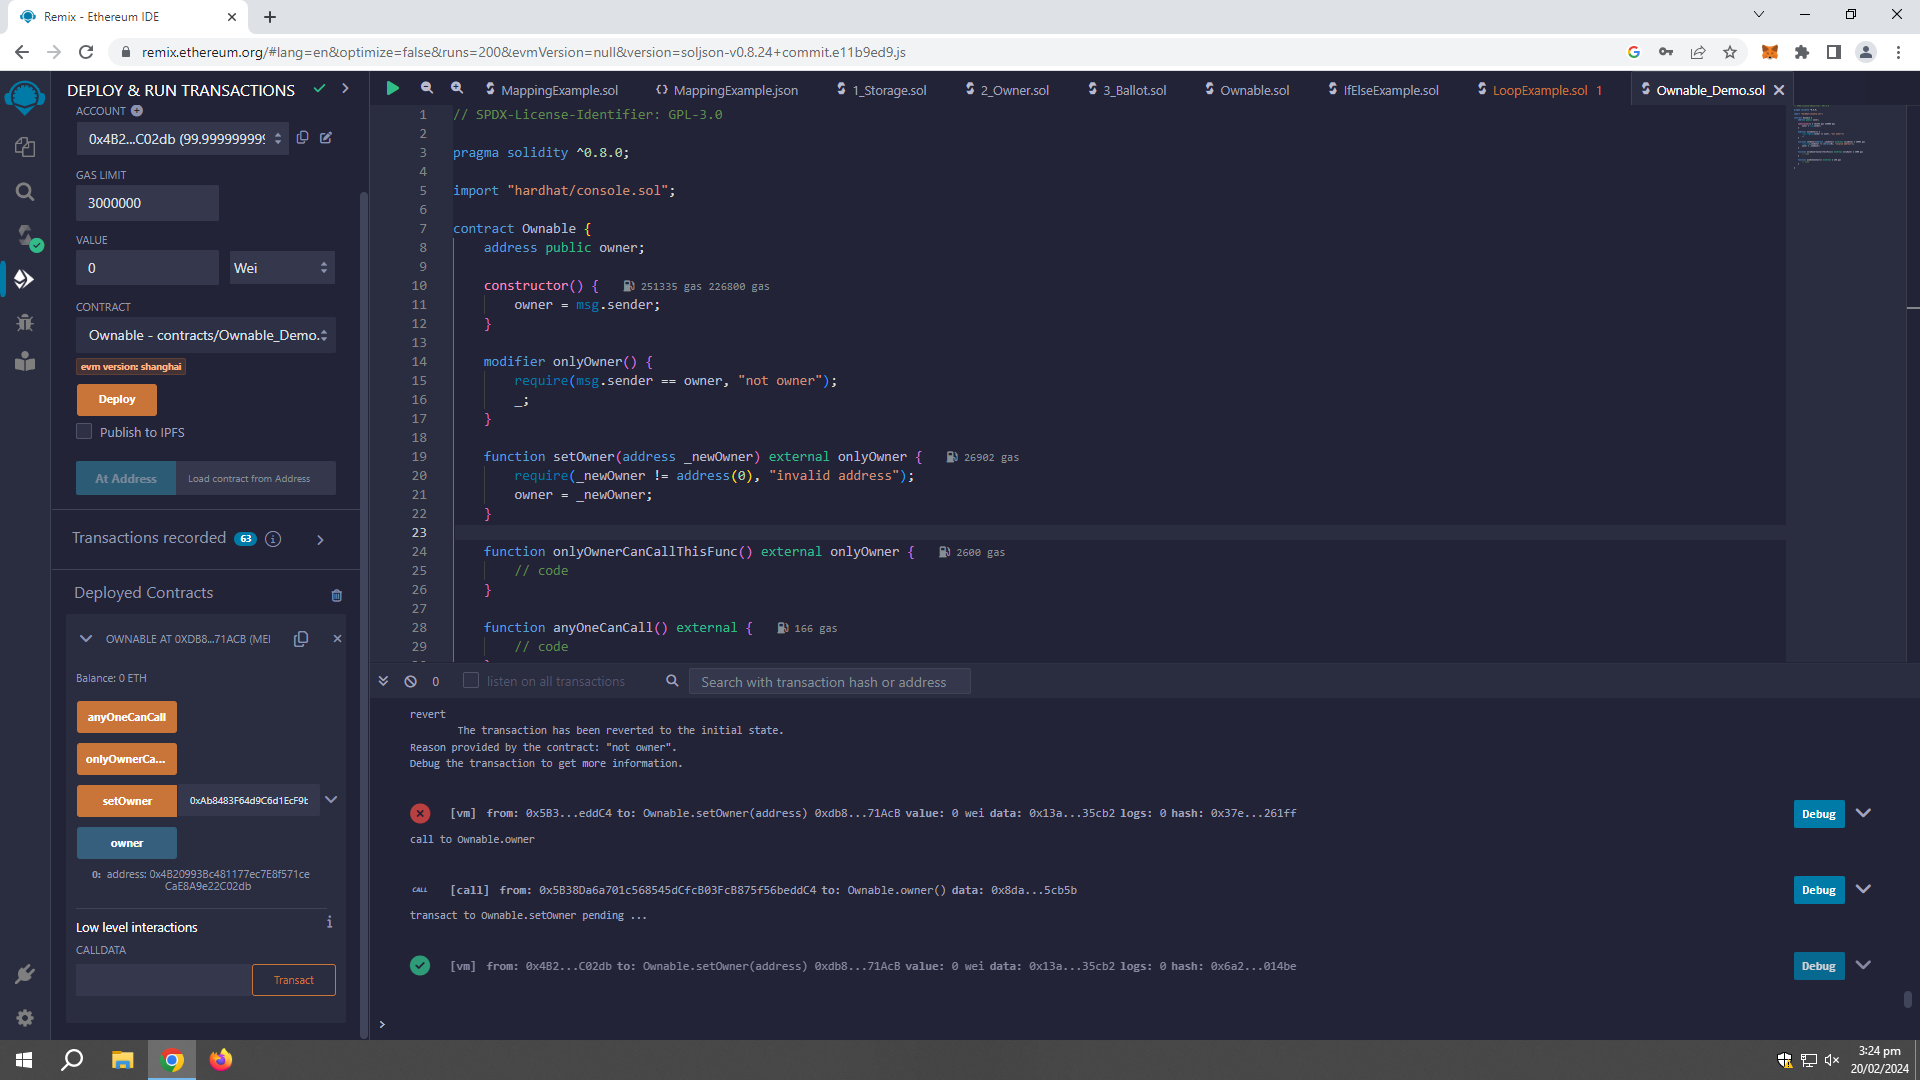 Remix - Ethereum IDE
remix.ethereum.org/#lang=en&optimize=false&runs=200&evmVersion=null&version=soljson-v0.8.24+commit.e11b9ed9.js
DEPLOY & RUN TRANSACTIONS
ACCOUNT
0x4B2...C02db (99.999999999
GAS LIMIT
3000000
VALUE
0
Wei
CONTRACT
Ownable - contracts/Ownable_Demo.
evm version: shanghai
Deploy
Publish to IPFS
At Address
Load contract from Address
Transactions recorded 63 i
Deployed Contracts
OWNABLE AT 0XDB8...71ACB (MEI
Balance: 0 ETH
anyOneCanCall
onlyOwnerCa...
setOwner
0xAb8483F64d9C6d1EcF9b
owner
0: address: 0x4B20993Bc481177ec7E8f571ce
CaE8A9e22C02db
Low level interactions
i
CALLDATA
Transact
MappingExample.sol
MappingExample.json
1_Storage.sol
2_Owner.sol
3_Ballot.sol
Ownable.sol
IfElseExample.sol
LoopExample.sol 1
Ownable_Demo.sol
1 // SPDX-License-Identifier: GPL-3.0
2
3 pragma solidity ^0.8.0;
4
5 import "hardhat/console.sol";
6
7 contract Ownable {
8 address public owner;
9
10 constructor() { 251335 gas 226800 gas
11 owner = msg.sender;
12 }
13
14 modifier onlyOwner() {
15 require(msg.sender == owner, "not owner");
16 _;
17 }
18
19 function setOwner(address _newOwner) external onlyOwner { 26902 gas
20 require(_newOwner != address(0), "invalid address");
21 owner = _newOwner;
22 }
23
24 function onlyOwnerCanCallThisFunc() external onlyOwner { 2600 gas
25 // code
26 }
27
28 function anyOneCanCall() external { 166 gas
29 // code
0
listen on all transactions
Search with transaction hash or address
revert
The transaction has been reverted to the initial state.
Reason provided by the contract: "not owner".
Debug the transaction to get more information.
[vm] from: 0x5B3...eddC4 to: Ownable.setOwner(address) 0xdb8...71AcB value: 0 wei data: 0x13a...35cb2 logs: 0 hash: 0x37e...261ff
Debug
call to Ownable.owner
CALL [call] from: 0x5B38Da6a701c568545dCfcB03FcB875f56beddC4 to: Ownable.owner() data: 0x8da...5cb5b
Debug
transact to Ownable.setOwner pending ...
[vm] from: 0x4B2...C02db to: Ownable.setOwner(address) 0xdb8...71AcB value: 0 wei data: 0x13a...35cb2 logs: 0 hash: 0x6a2...014be
Debug
>
3:24 pm
20/02/2024